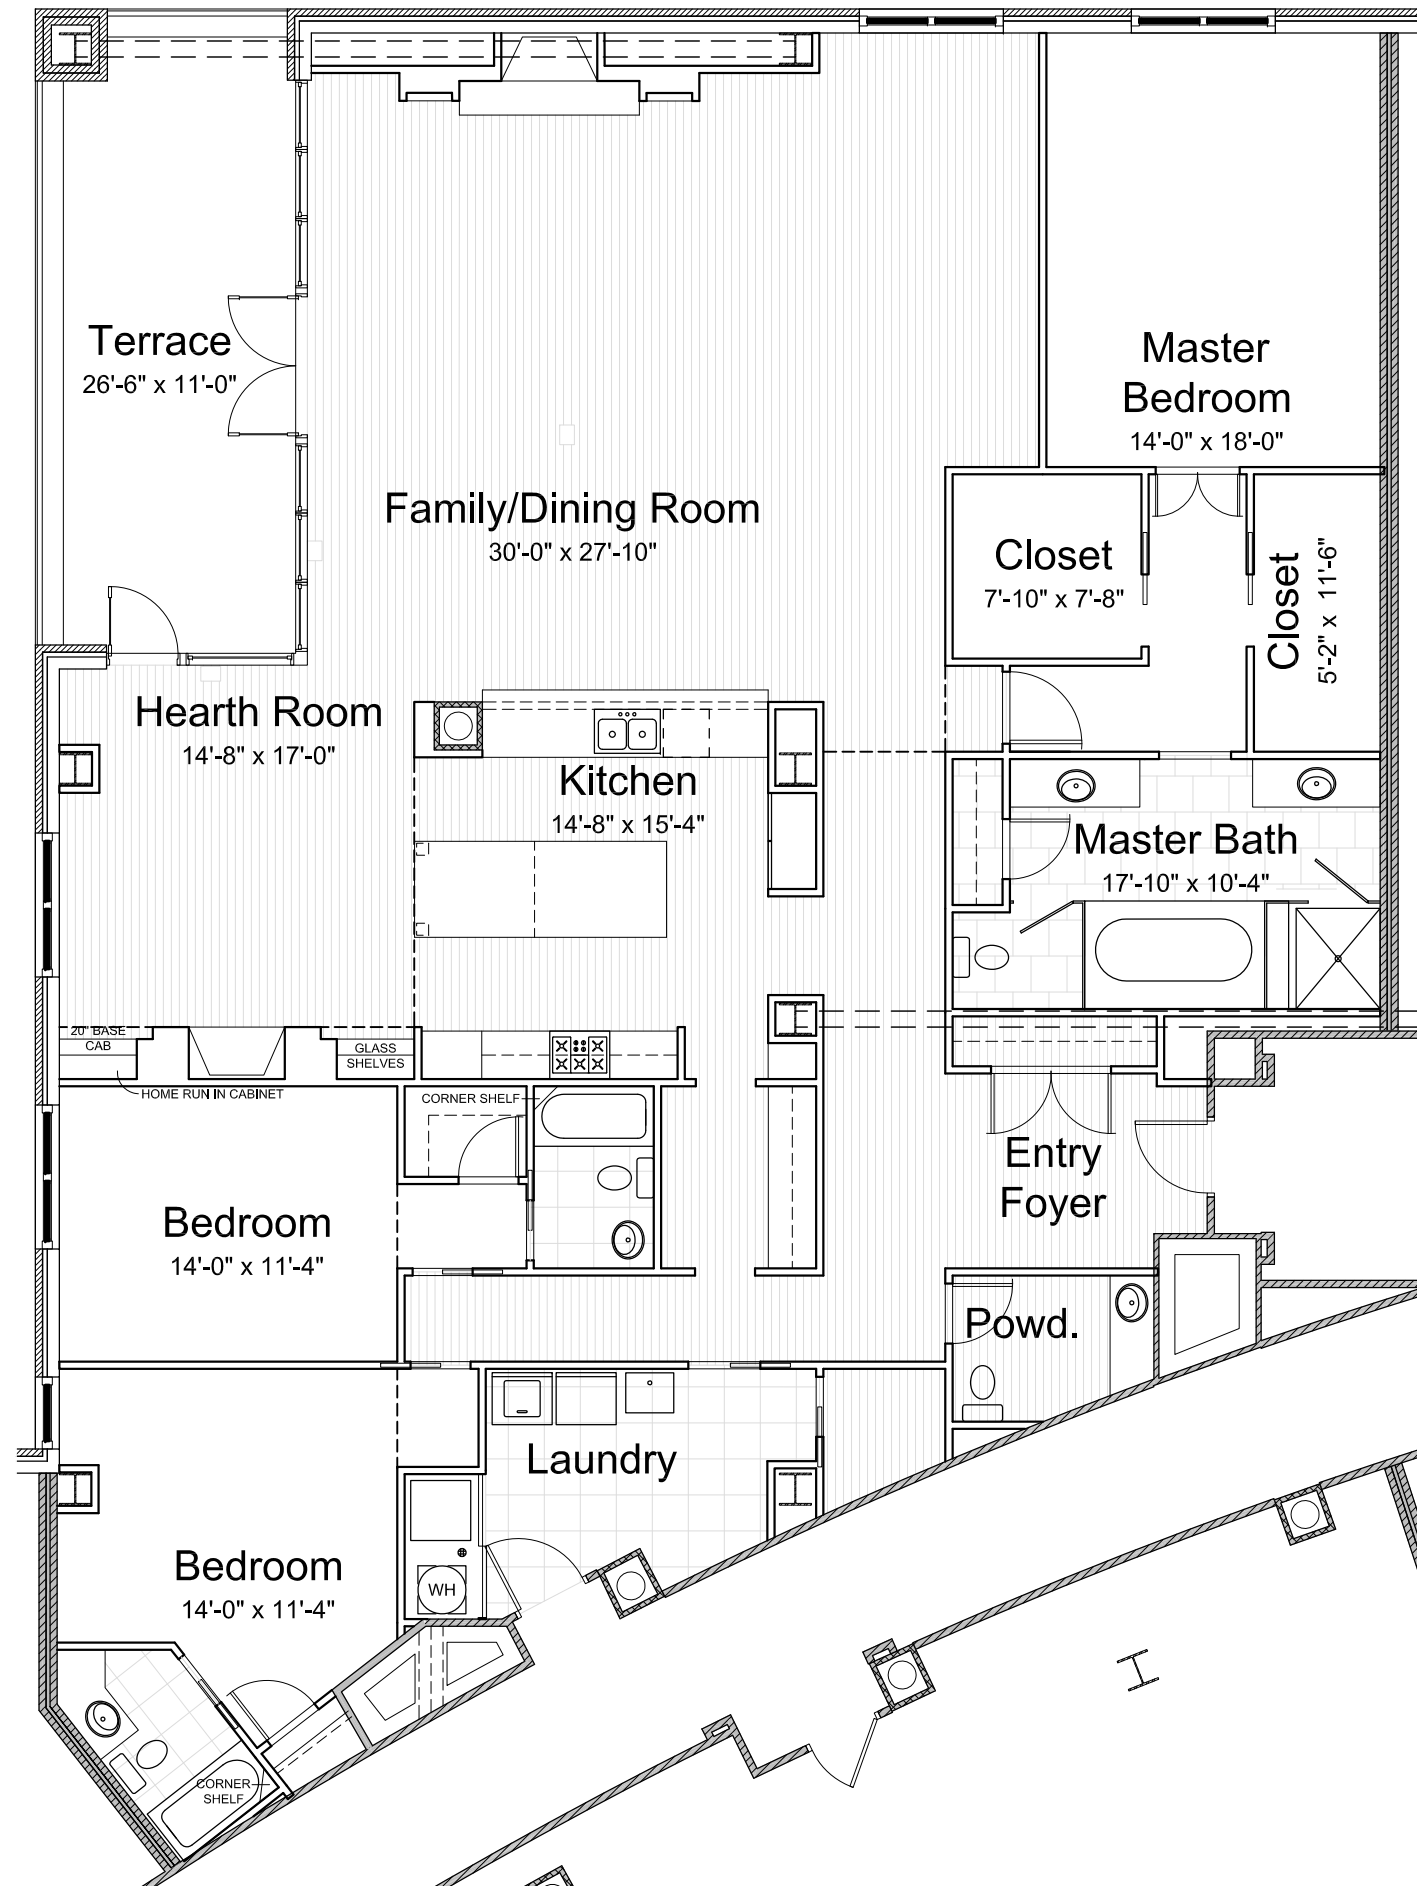 Terrace
26'-6" x 11'-0"
Master
Bedroom
14'-0" x 18'-0"
Family/Dining Room
30'-0" x 27'-10"
Closet
7'-10" x 7'-8"
Closet
5'-2" x 11'-6"
Hearth Room
14'-8" x 17'-0"
Kitchen
14'-8" x 15'-4"
Master Bath
17'-10" x 10'-4"
20" BASE
CAB
GLASS
SHELVES
HOME RUN IN CABINET
CORNER SHELF
Entry
Foyer
Bedroom
14'-0" x 11'-4"
Powd.
Laundry
Bedroom
14'-0" x 11'-4"
WH
CORNER
SHELF